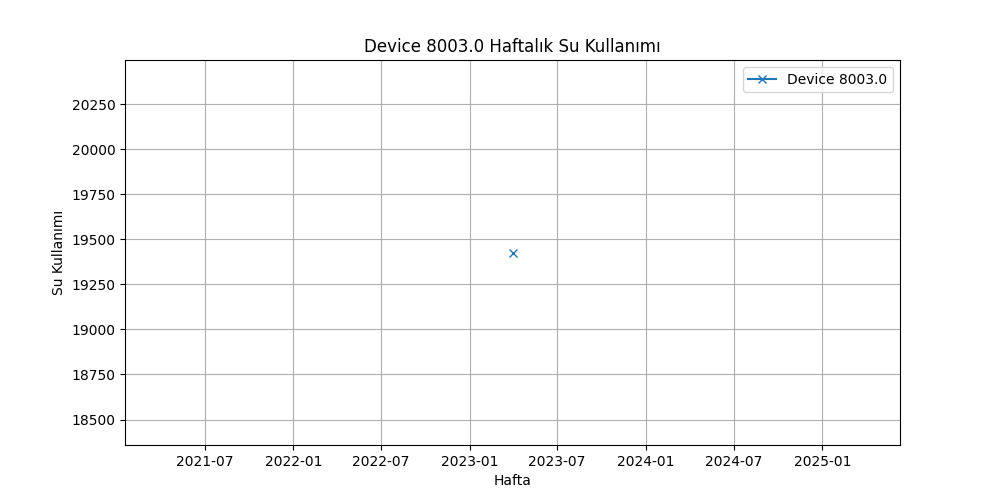 Device 8003.0 Haftalık Su Kullanımı
Device 8003.0
20250
20000
19750
19500
19250
19000
18750
18500
Su Kullanımı
2021-07 2022-01 2022-07 2023-01 2023-07 2024-01 2024-07 2025-01
Hafta